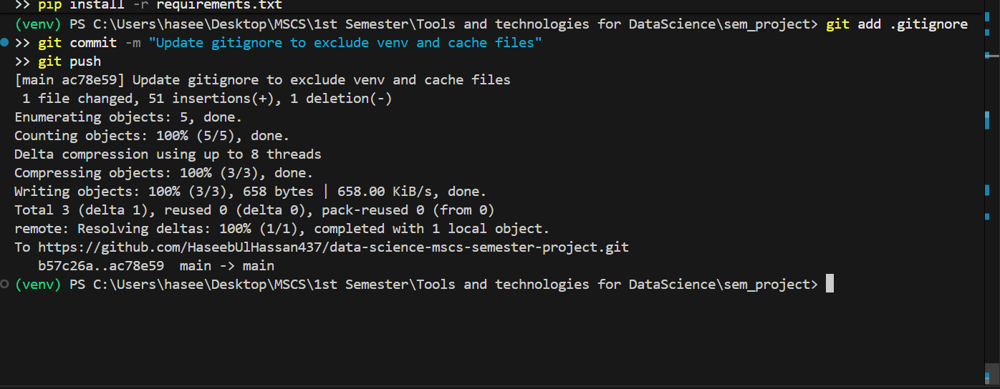 >> pip install -r requirements.txt
(venv) PS C:\Users\hasee\Desktop\MSCS\1st Semester\Tools and technologies for DataScience\sem_project> git add .gitignore
>> git commit -m "Update gitignore to exclude venv and cache files"
>> git push
[main ac78e59] Update gitignore to exclude venv and cache files
 1 file changed, 51 insertions(+), 1 deletion(-)
Enumerating objects: 5, done.
Counting objects: 100% (5/5), done.
Delta compression using up to 8 threads
Compressing objects: 100% (3/3), done.
Writing objects: 100% (3/3), 658 bytes | 658.00 KiB/s, done.
Total 3 (delta 1), reused 0 (delta 0), pack-reused 0 (from 0)
remote: Resolving deltas: 100% (1/1), completed with 1 local object.
To https://github.com/HaseebUlHassan437/data-science-mscs-semester-project.git
   b57c26a..ac78e59  main -> main
(venv) PS C:\Users\hasee\Desktop\MSCS\1st Semester\Tools and technologies for DataScience\sem_project>